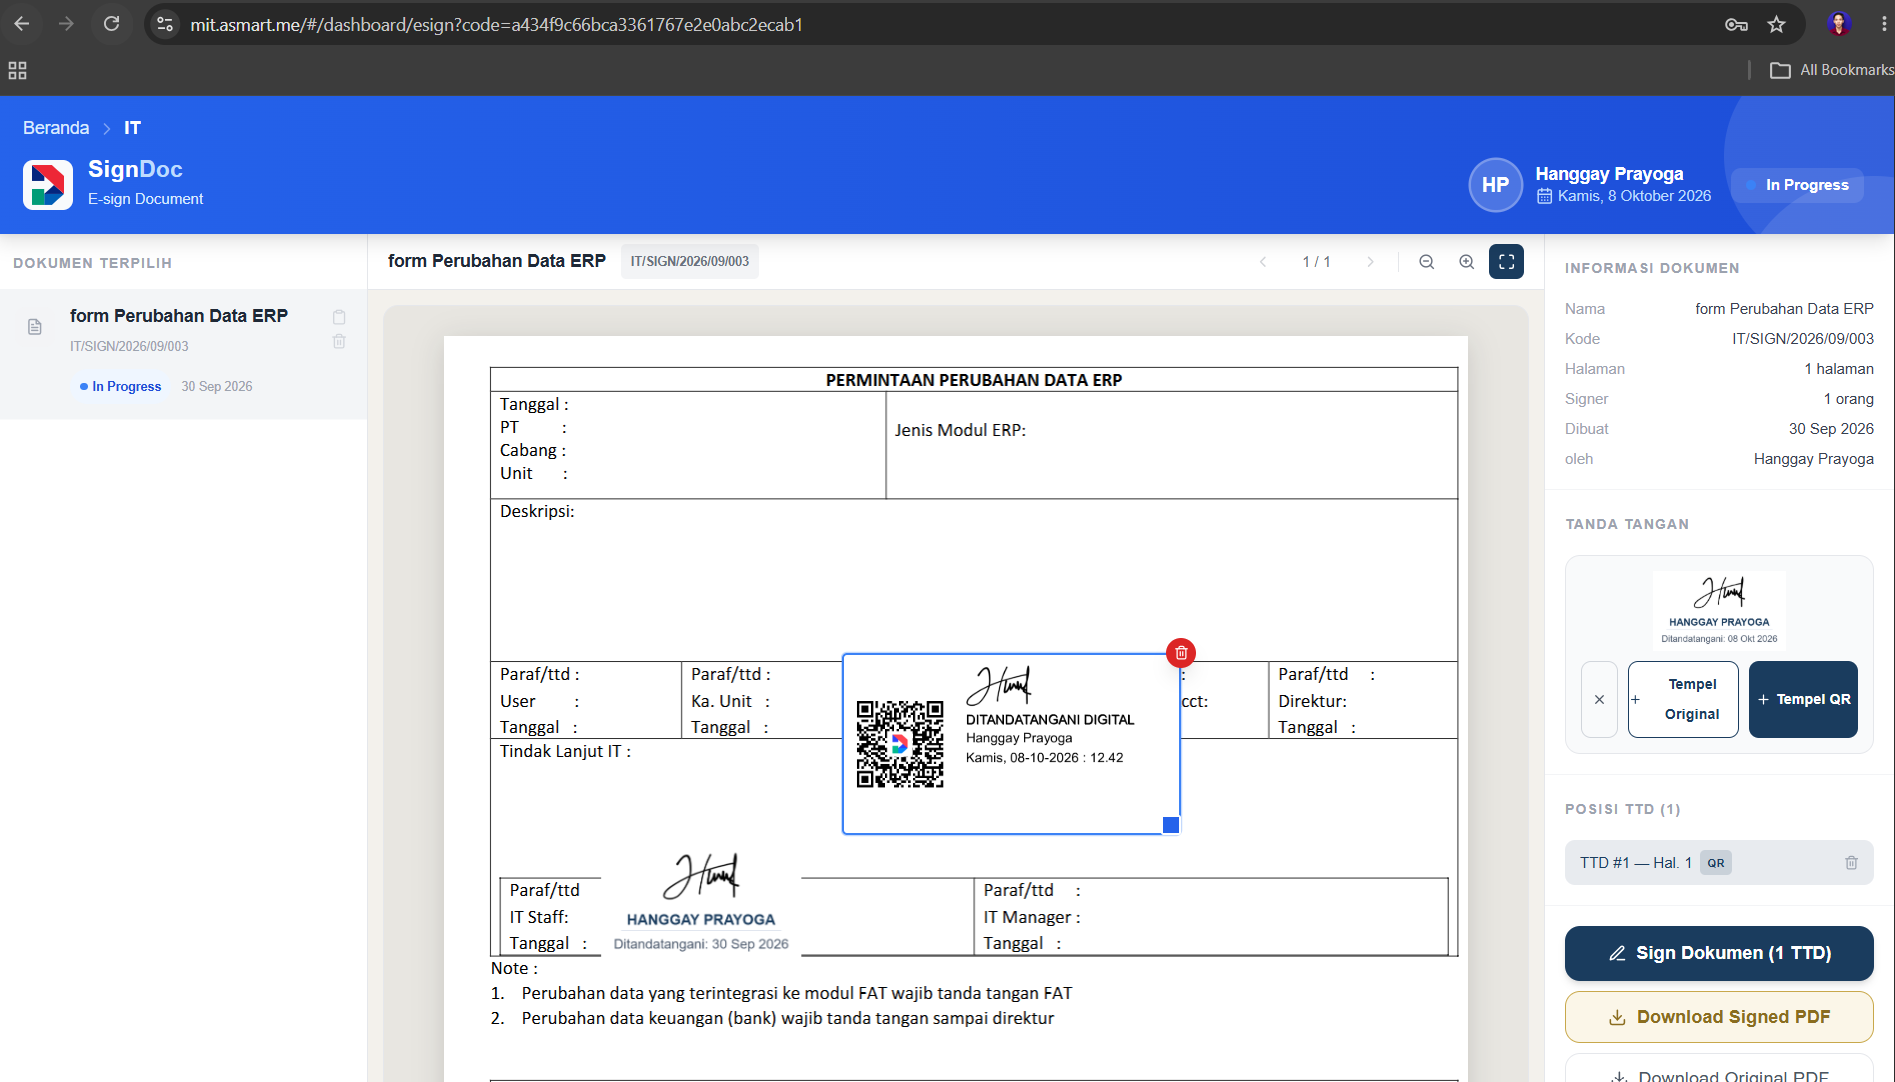 mit.asmart.me/#/dashboard/esign?code=a434f9c66bca3361767e2e0abc2ecab1
All Bookmarks
Beranda > IT
SignDoc
E-sign Document
HP
Hanggay Prayoga
Kamis, 8 Oktober 2026
In Progress
DOKUMEN TERPILIH
form Perubahan Data ERP
IT/SIGN/2026/09/003
In Progress
30 Sep 2026
form Perubahan Data ERP
IT/SIGN/2026/09/003
1 / 1
PERMINTAAN PERUBAHAN DATA ERP
Tanggal :
PT :
Cabang :
Unit :
Jenis Modul ERP:
Deskripsi:
Paraf/ttd :
User :
Tanggal :
Paraf/ttd :
Ka. Unit :
Tanggal :
DITANDATANGANI DIGITAL
Hanggay Prayoga
Kamis, 08-10-2026 : 12.42
:
cct:
Paraf/ttd :
Direktur:
Tanggal :
Tindak Lanjut IT :
Paraf/ttd
IT Staff:
Tanggal :
HANGGAY PRAYOGA
Ditandatangani: 30 Sep 2026
Paraf/ttd :
IT Manager :
Tanggal :
Note :
1. Perubahan data yang terintegrasi ke modul FAT wajib tanda tangan FAT
2. Perubahan data keuangan (bank) wajib tanda tangan sampai direktur
INFORMASI DOKUMEN
Nama form Perubahan Data ERP
Kode IT/SIGN/2026/09/003
Halaman 1 halaman
Signer 1 orang
Dibuat 30 Sep 2026
oleh Hanggay Prayoga
TANDA TANGAN
HANGGAY PRAYOGA
Ditandatangani: 08 Okt 2026
×
+ Tempel Original
+ Tempel QR
POSISI TTD (1)
TTD #1 — Hal. 1 QR
Sign Dokumen (1 TTD)
Download Signed PDF
Download Original PDF